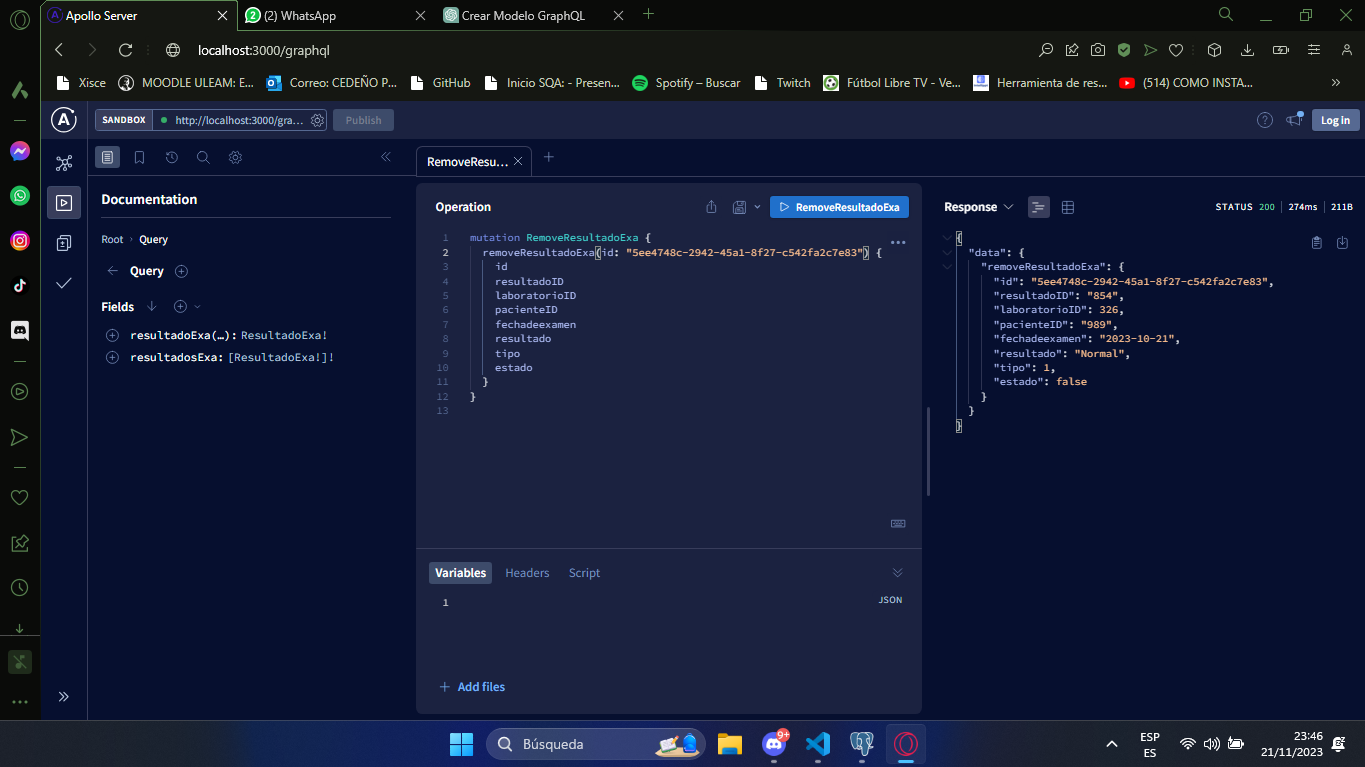 Apollo Server
(2) WhatsApp
Crear Modelo GraphQL
localhost:3000/graphql
Xisce
MOODLE ULEAM: E...
Correo: CEDEÑO P...
GitHub
Inicio SQA: - Presen...
Spotify – Buscar
Twitch
Fútbol Libre TV - Ve...
Herramienta de res...
(514) COMO INSTA...
SANDBOX
http://localhost:3000/gra...
Publish
Log in
RemoveResu...
Documentation
Root › Query
Query
Fields
resultadoExa(…): ResultadoExa!
resultadosExa: [ResultadoExa!]!
Operation
RemoveResultadoExa
1 mutation RemoveResultadoExa {
2 removeResultadoExa(id: "5ee4748c-2942-45a1-8f27-c542fa2c7e83") {
3 id
4 resultadoID
5 laboratorioID
6 pacienteID
7 fechadeexamen
8 resultado
9 tipo
10 estado
11 }
12 }
13
Variables Headers Script
JSON
1
Add files
Response
STATUS 200 274ms 211B
{
"data": {
"removeResultadoExa": {
"id": "5ee4748c-2942-45a1-8f27-c542fa2c7e83",
"resultadoID": "854",
"laboratorioID": 326,
"pacienteID": "989",
"fechadeexamen": "2023-10-21",
"resultado": "Normal",
"tipo": 1,
"estado": false
}
}
}
Búsqueda
9+
ESP
ES
23:46
21/11/2023